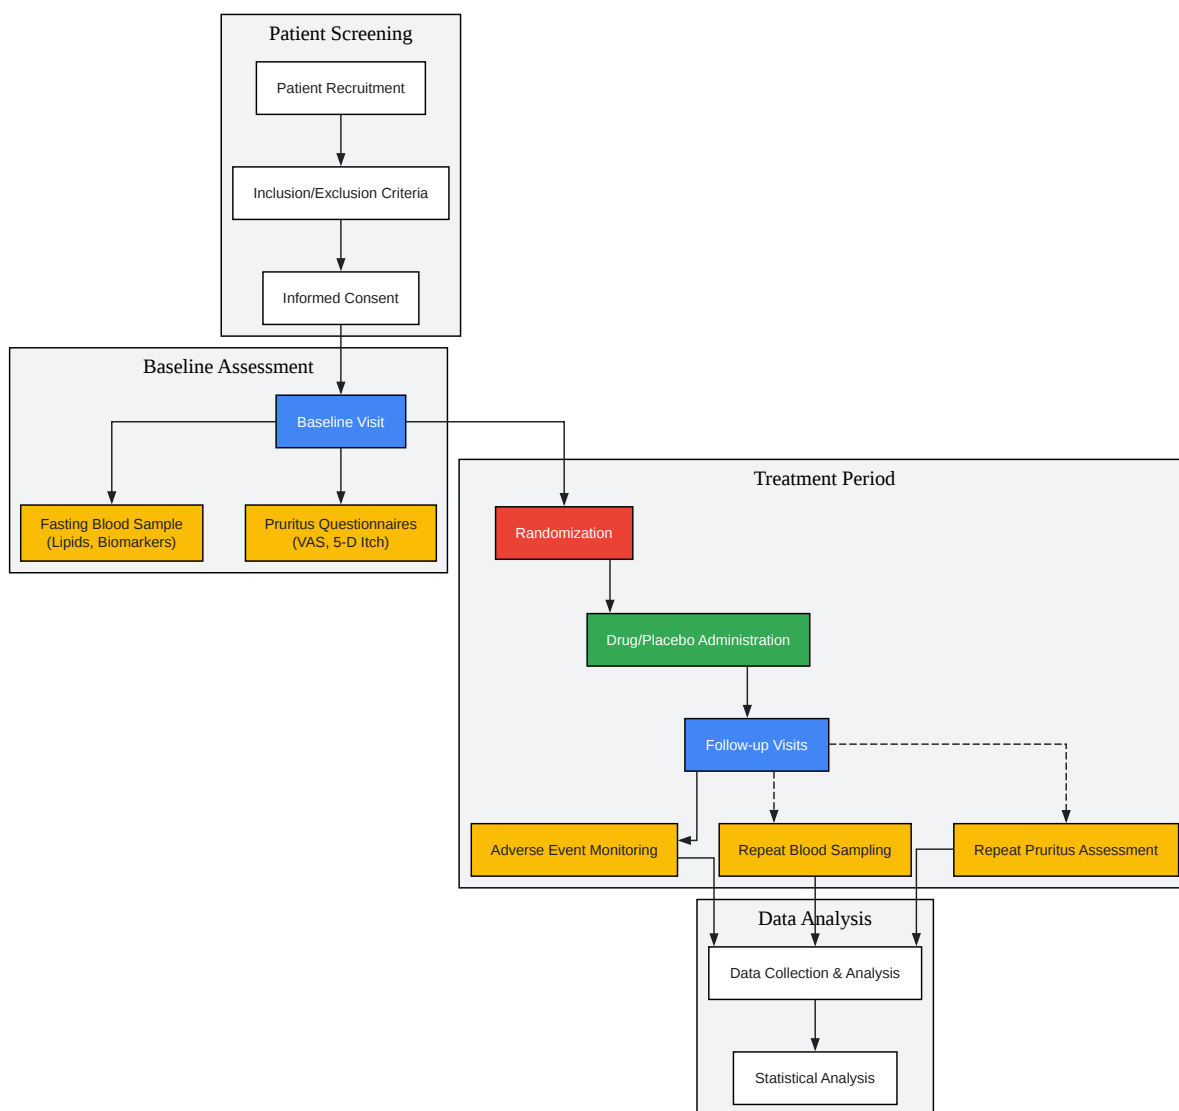 Patient Screening
Patient Recruitment
Inclusion/Exclusion Criteria
Informed Consent
Baseline Assessment
Baseline Visit
Fasting Blood Sample
(Lipids, Biomarkers)
Pruritus Questionnaires
(VAS, 5-D Itch)
Treatment Period
Randomization
Drug/Placebo Administration
Follow-up Visits
Adverse Event Monitoring
Repeat Blood Sampling
Repeat Pruritus Assessment
Data Analysis
Data Collection & Analysis
Statistical Analysis